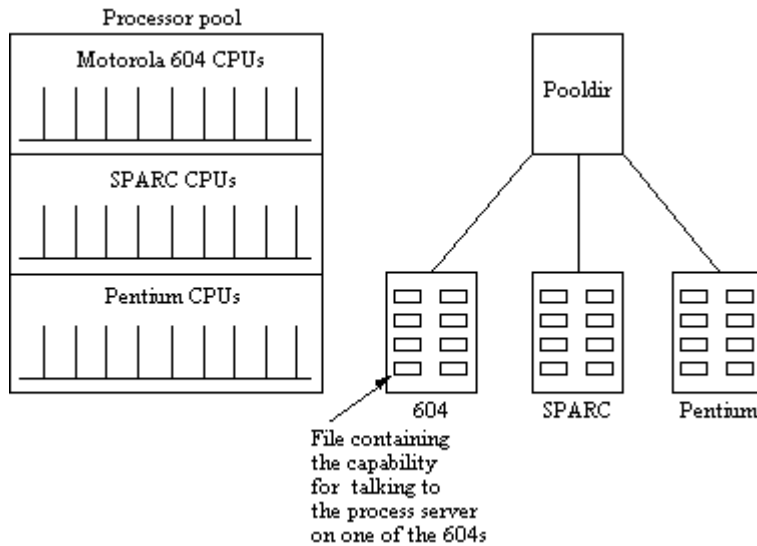 Processor pool
Motorola 604 CPUs
SPARC CPUs
Pentium CPUs
Pooldir
604
SPARC
Pentium
File containing
the capability
for talking to
the process server
on one of the 604s